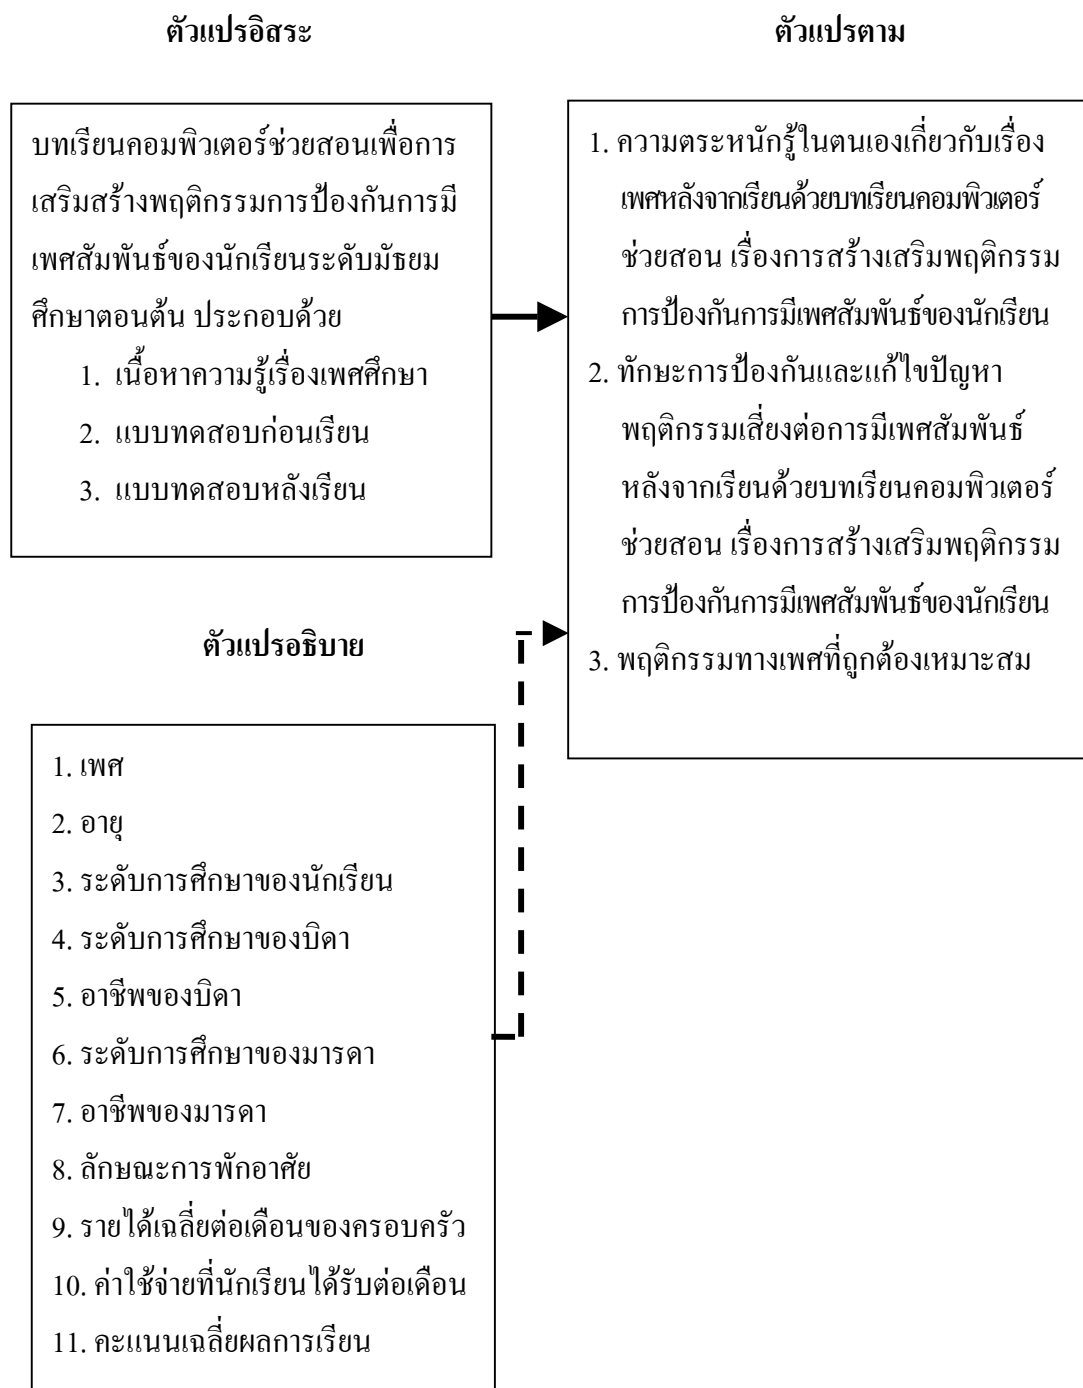 ตัวแปรอิสระ
บทเรียนคอมพิวเตอร์ช่วยสอนเพื่อการ
เสริมสร้างพฤติกรรมการป้องกันการมี
เพศสัมพันธ์ของนักเรียนระดับมัธยม
ศึกษาตอนต้น ประกอบด้วย
1. เนื้อหาความรู้เรื่องเพศศึกษา
2. แบบทดสอบก่อนเรียน
3. แบบทดสอบหลังเรียน
ตัวแปรตาม
1. ความตระหนักรู้ในตนเองเกี่ยวกับเรื่อง
เพศหลังจากเรียนด้วยบทเรียนคอมพิวเตอร์
ช่วยสอน เรื่องการสร้างเสริมพฤติกรรม
การป้องกันการมีเพศสัมพันธ์ของนักเรียน
2. ทักษะการป้องกันและแก้ไขปัญหา
พฤติกรรมเสี่ยงต่อการมีเพศสัมพันธ์
หลังจากเรียนด้วยบทเรียนคอมพิวเตอร์
ช่วยสอน เรื่องการสร้างเสริมพฤติกรรม
การป้องกันการมีเพศสัมพันธ์ของนักเรียน
3. พฤติกรรมทางเพศที่ถูกต้องเหมาะสม
ตัวแปรอธิบาย
1. เพศ
2. อายุ
3. ระดับการศึกษาของนักเรียน
4. ระดับการศึกษาของบิดา
5. อาชีพของบิดา
6. ระดับการศึกษาของมารดา
7. อาชีพของมารดา
8. ลักษณะการพักอาศัย
9. รายได้เฉลี่ยต่อเดือนของครอบครัว
10. ค่าใช้จ่ายที่นักเรียนได้รับต่อเดือน
11. คะแนนเฉลี่ยผลการเรียน